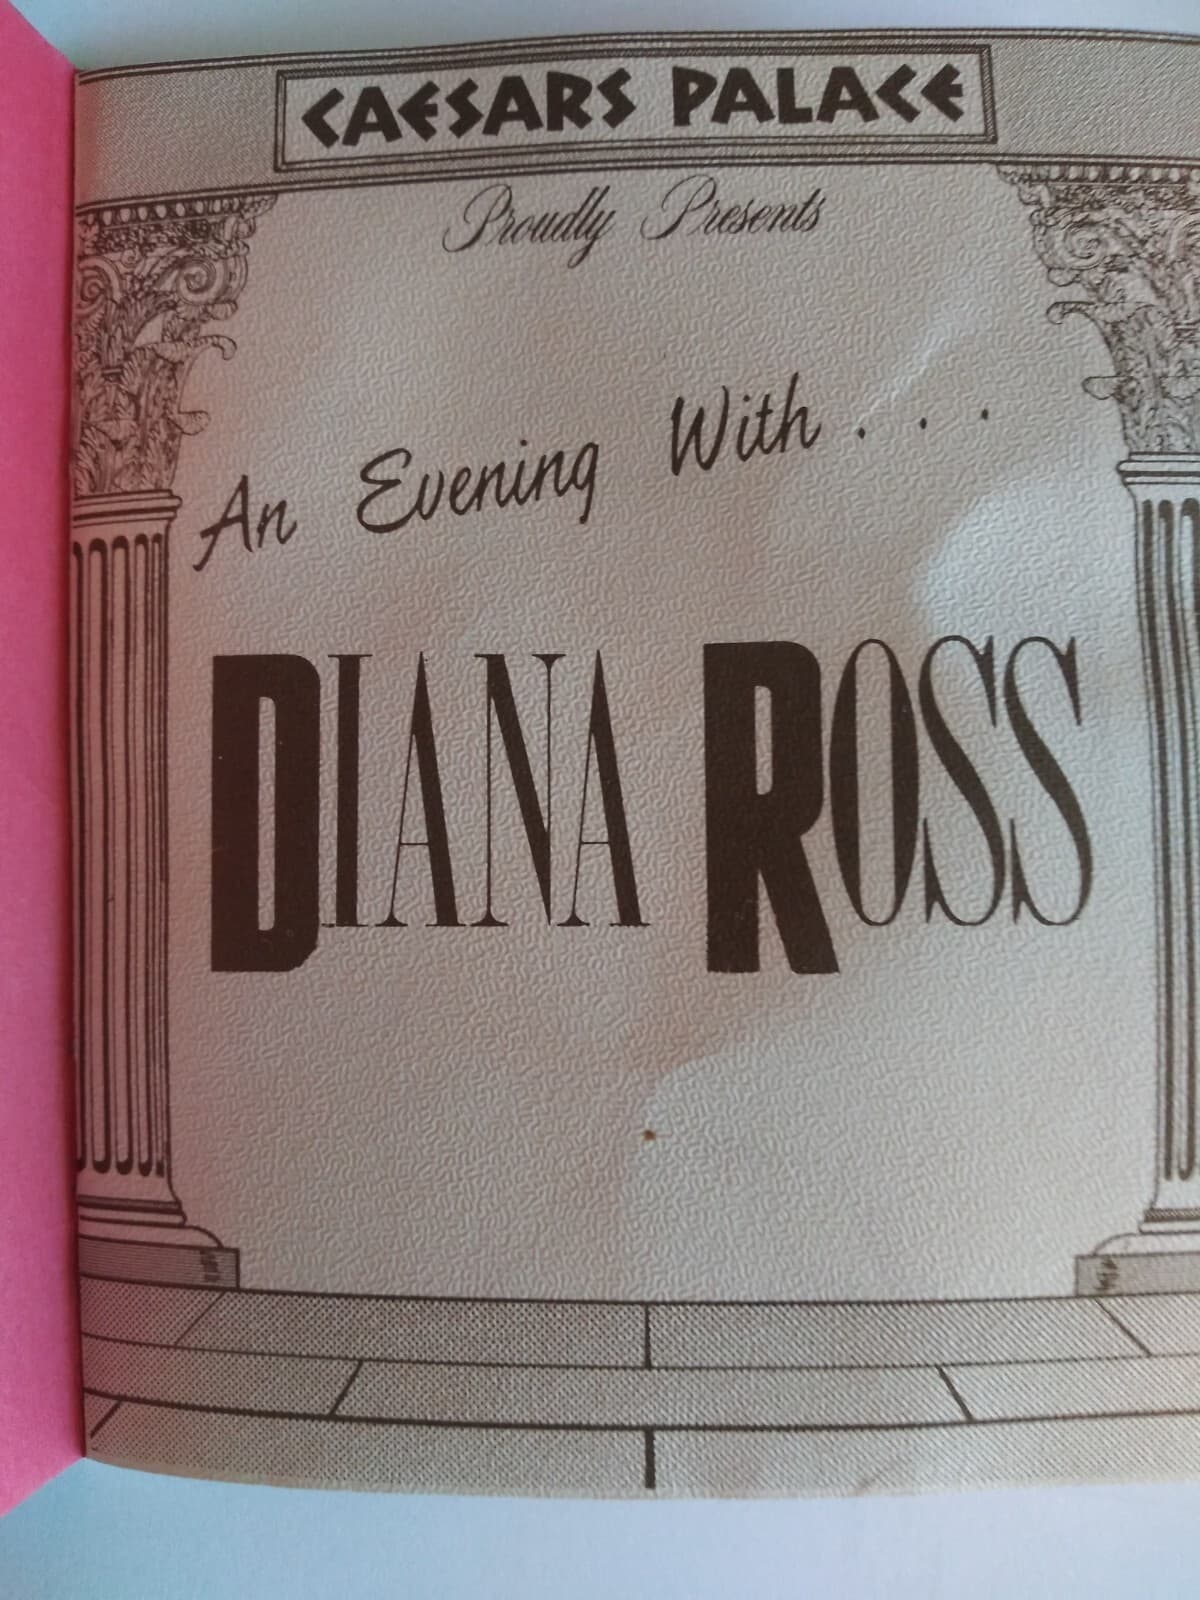 CAESARS PALACE
Proudly Presents
An Evening With . . .
DIANA ROSS